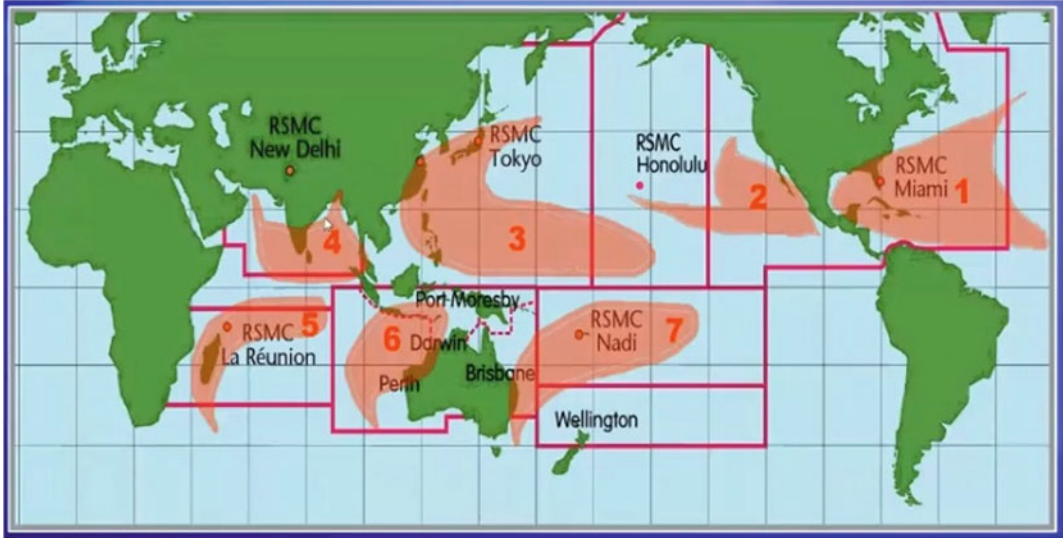 RSMC
New Delhi
RSMC
Tokyo
RSMC
Honolulu
RSMC
Miami
1
2
3
4
Port Moresby
5
RSMC
La Réunion
6
Darwin
Perth
Brisbane
RSMC
Nadi
7
Wellington